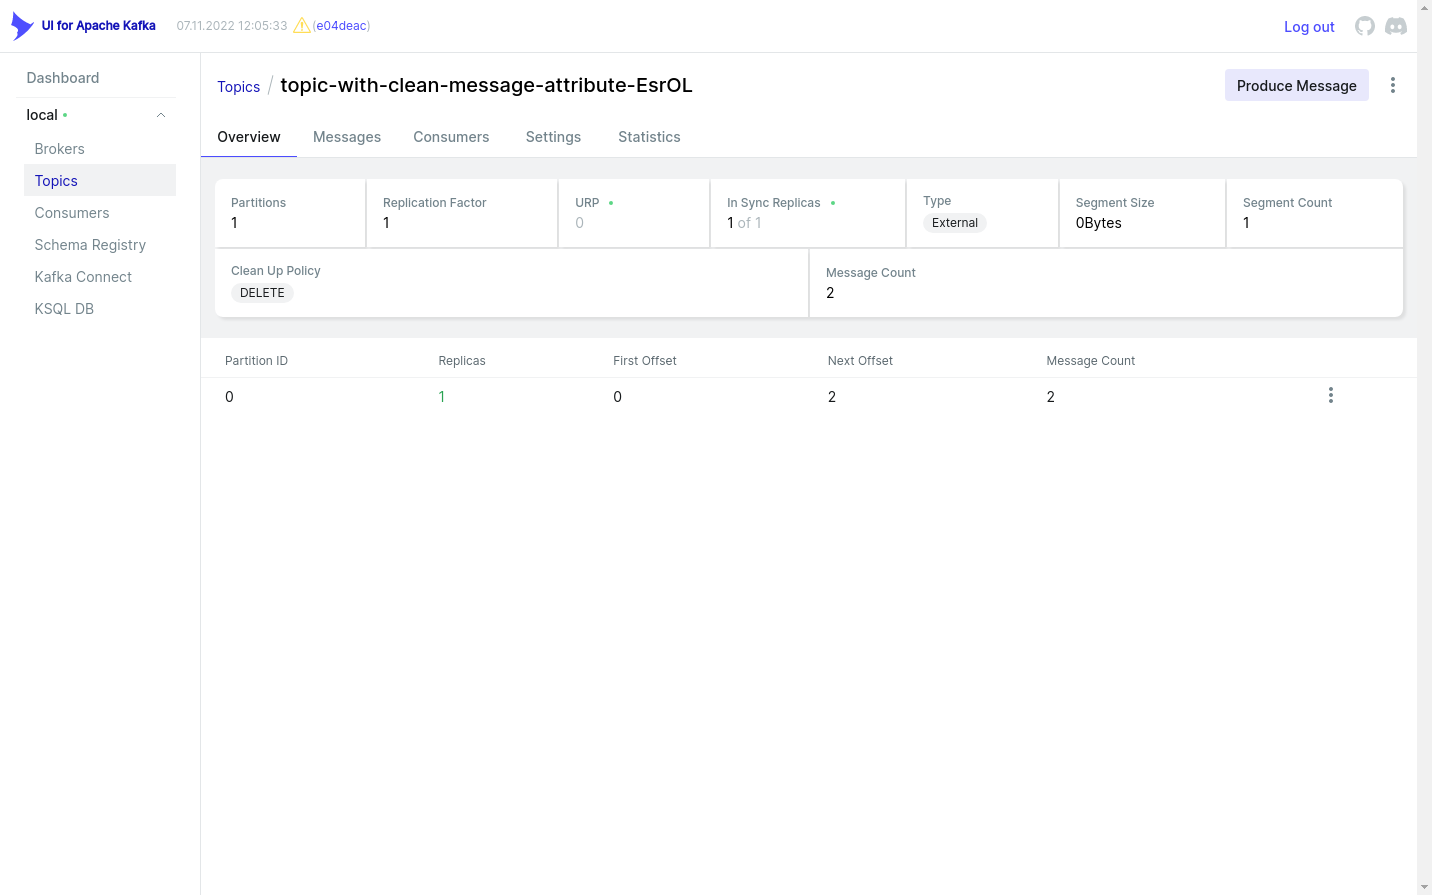 UI for Apache Kafka
07.11.2022 12:05:33
(e04deac)
Log out
Dashboard
local
Brokers
Topics
Consumers
Schema Registry
Kafka Connect
KSQL DB
Topics / topic-with-clean-message-attribute-EsrOL
Produce Message
Overview Messages Consumers Settings Statistics
Partitions
1
Replication Factor
1
URP
0
In Sync Replicas
1 of 1
Type
External
Segment Size
0Bytes
Segment Count
1
Clean Up Policy
DELETE
Message Count
2
Partition ID Replicas First Offset Next Offset Message Count
0 1 0 2 2